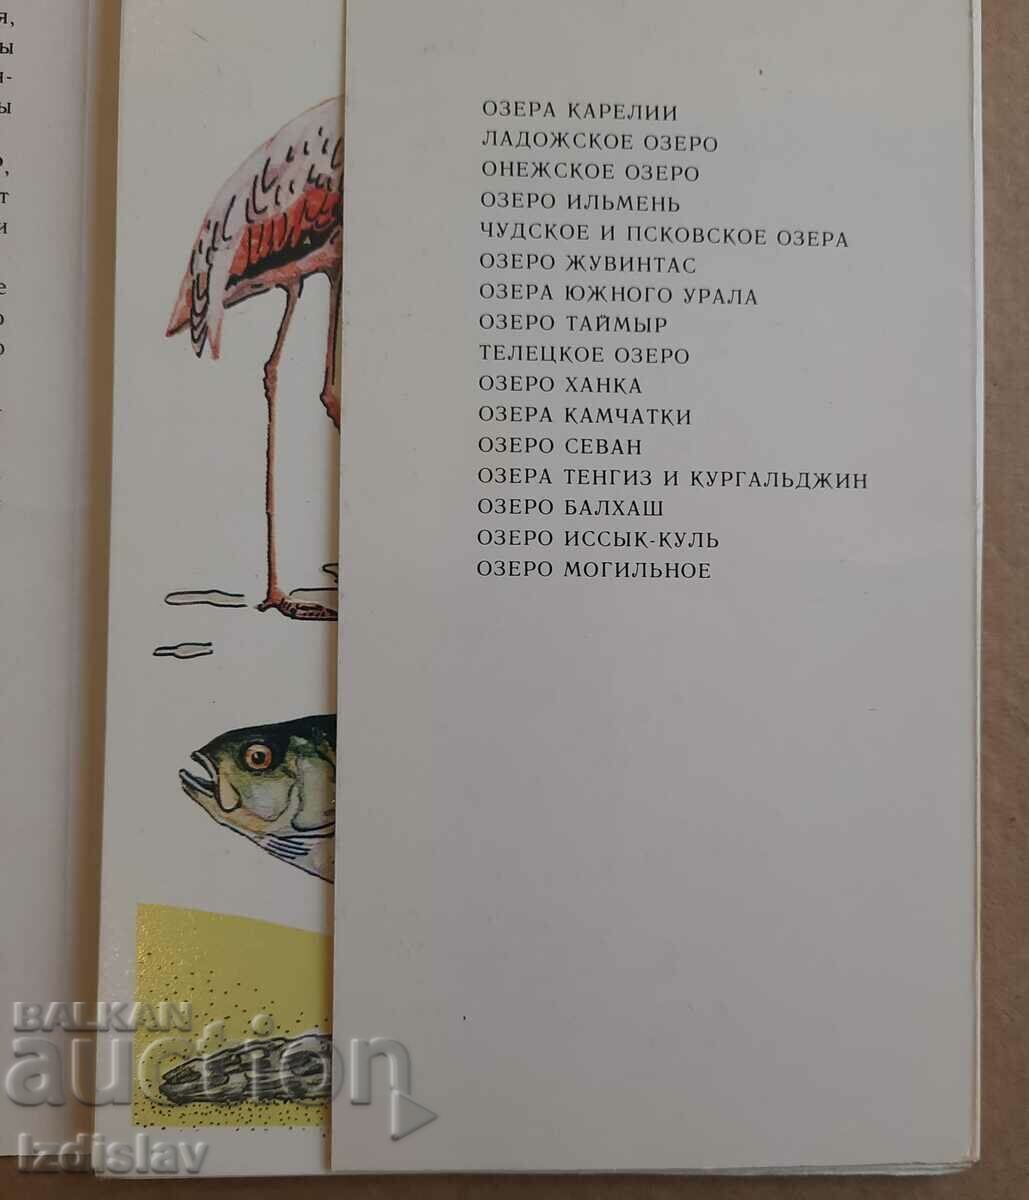 я,
ы
ы
,
т
и
е
о
о
ОЗЕРА КАРЕЛИИ
ЛАДОЖСКОЕ ОЗЕРО
ОНЕЖСКОЕ ОЗЕРО
ОЗЕРО ИЛЬМЕНЬ
ЧУДСКОЕ И ПСКОВСКОЕ ОЗЕРА
ОЗЕРО ЖУВИНТАС
ОЗЕРА ЮЖНОГО УРАЛА
ОЗЕРО ТАЙМЫР
ТЕЛЕЦКОЕ ОЗЕРО
ОЗЕРО ХАНКА
ОЗЕРА КАМЧАТКИ
ОЗЕРО СЕВАН
ОЗЕРА ТЕНГИЗ И КУРГАЛЬДЖИН
ОЗЕРО БАЛХАШ
ОЗЕРО ИССЫК-КУЛЬ
ОЗЕРО МОГИЛЬНОЕ
BALKAN
auction
Izdislav